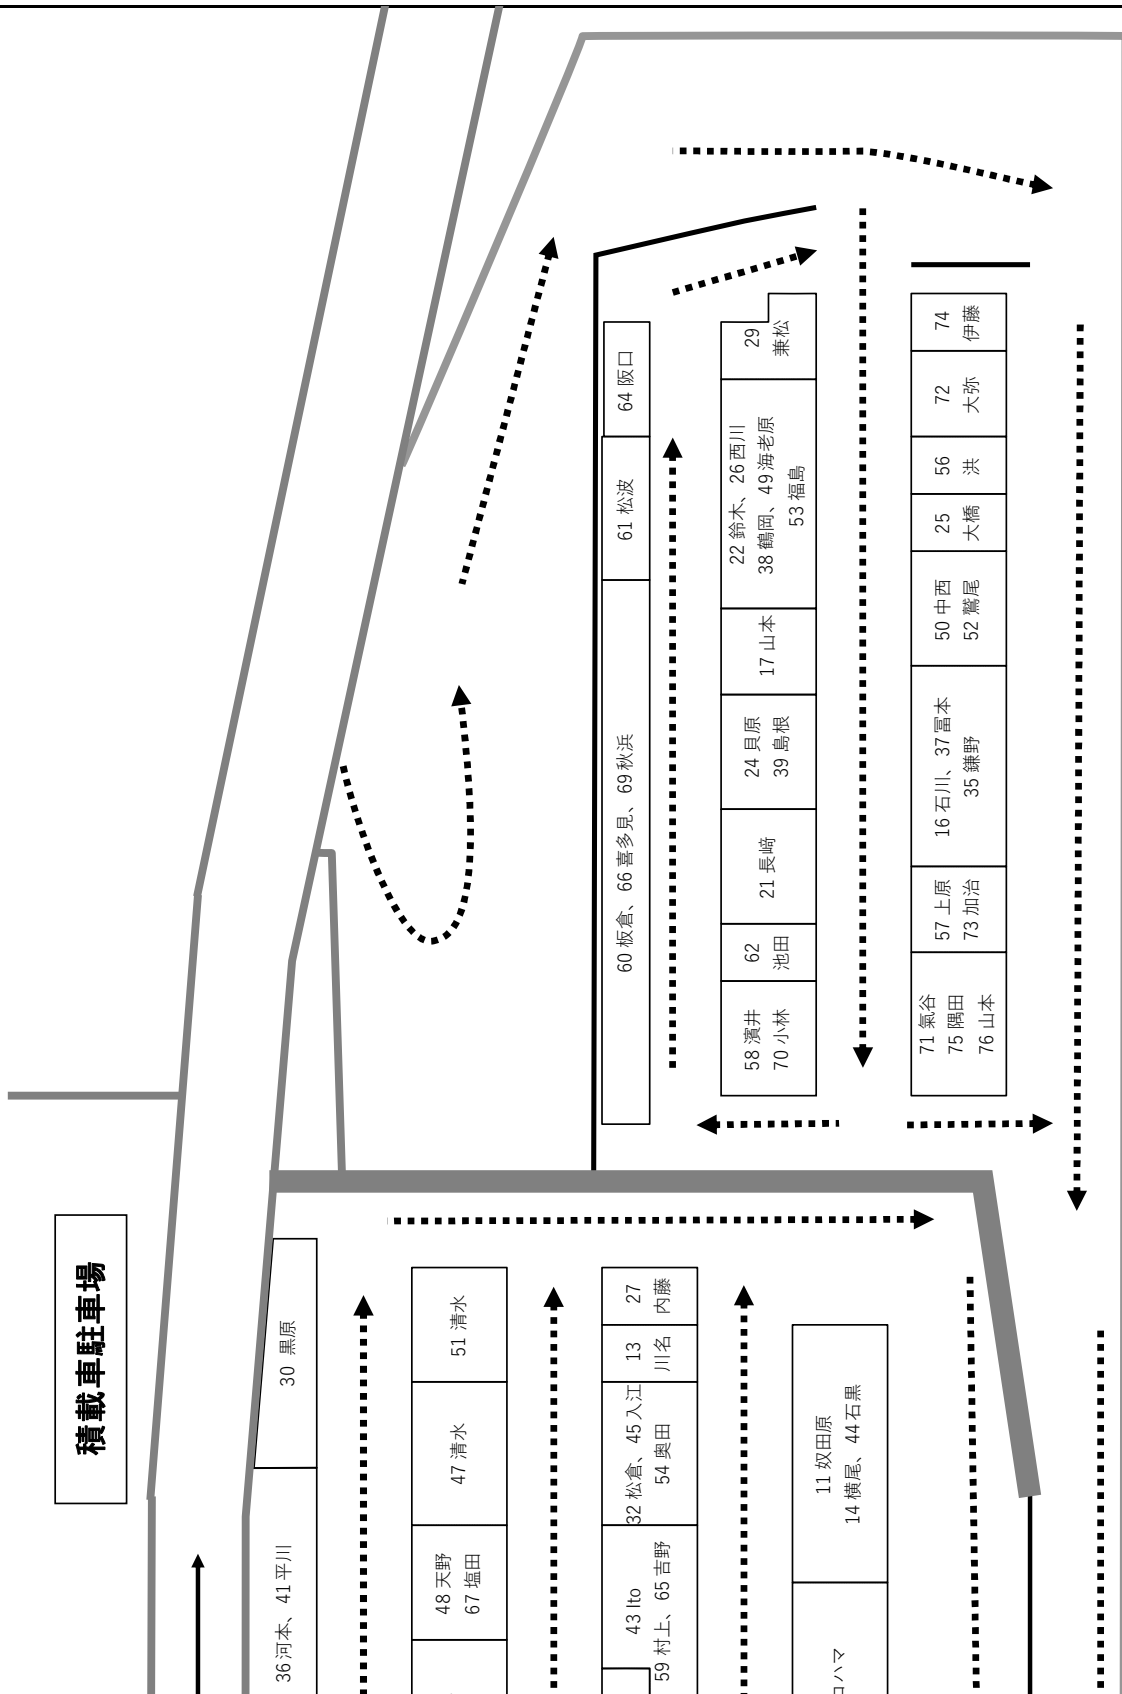 64 阪口
61 松波
60 板倉、66 喜多見、69 秋浜
29
兼松
22 鈴木、26 西川
38 鶴岡、49 海老原
53 福島
17 山本
24 貝原
39 島根
21 長﨑
62
池田
58 濱井
70 小林
74
伊藤
72
大弥
56
洪
25
大橋
50 中西
52 鷲尾
16 石川、37 冨本
35 鎌野
57 上原
73 加治
71 氣谷
75 隅田
76 山本
積載車駐車場
30 黒原
36 河本、41 平川
51 清水
47 清水
48 天野
67 塩田
27
内藤
13
川名
32 松倉、45 入江
54 奥田
43 Ito
59 村上、65 吉野
11 奴田原
14 横尾、44 石黒
コハマ